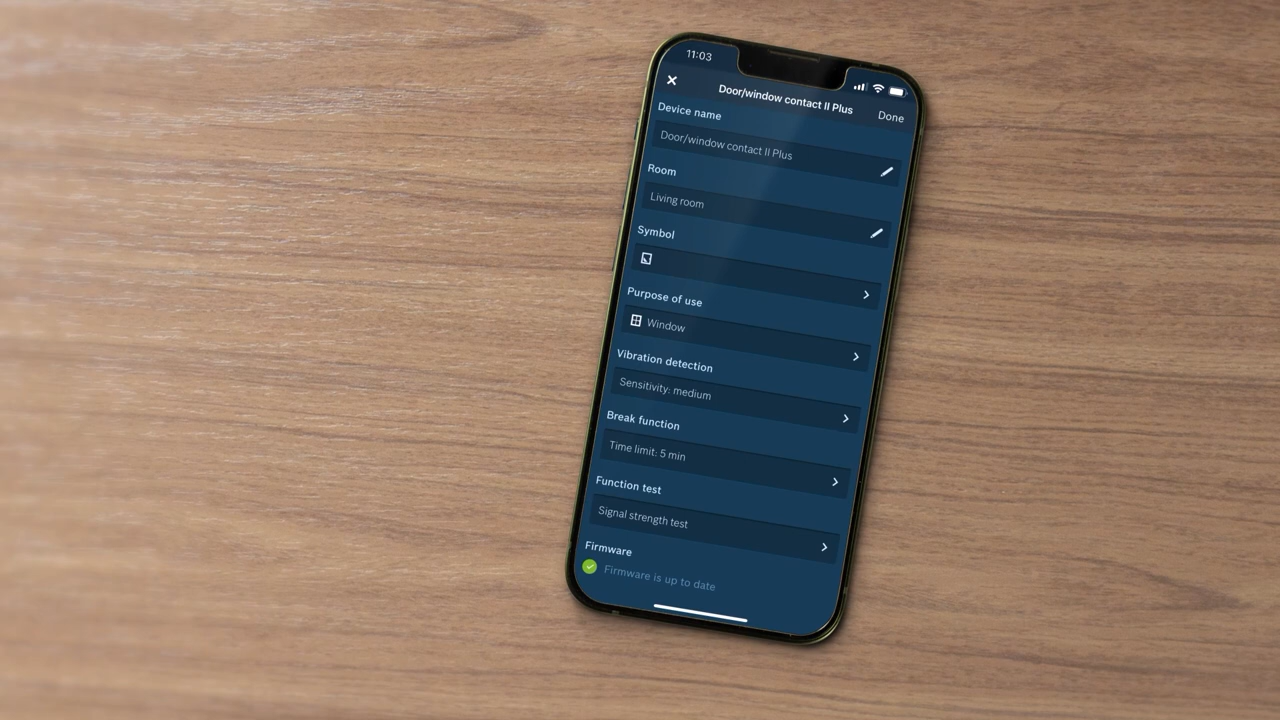 11:03
Door/window contact II Plus
Done
Device name
Door/window contact II Plus
Room
Living room
Symbol
Purpose of use
Window
Vibration detection
Sensitivity: medium
Break function
Time limit: 5 min
Function test
Signal strength test
Firmware
Firmware is up to date